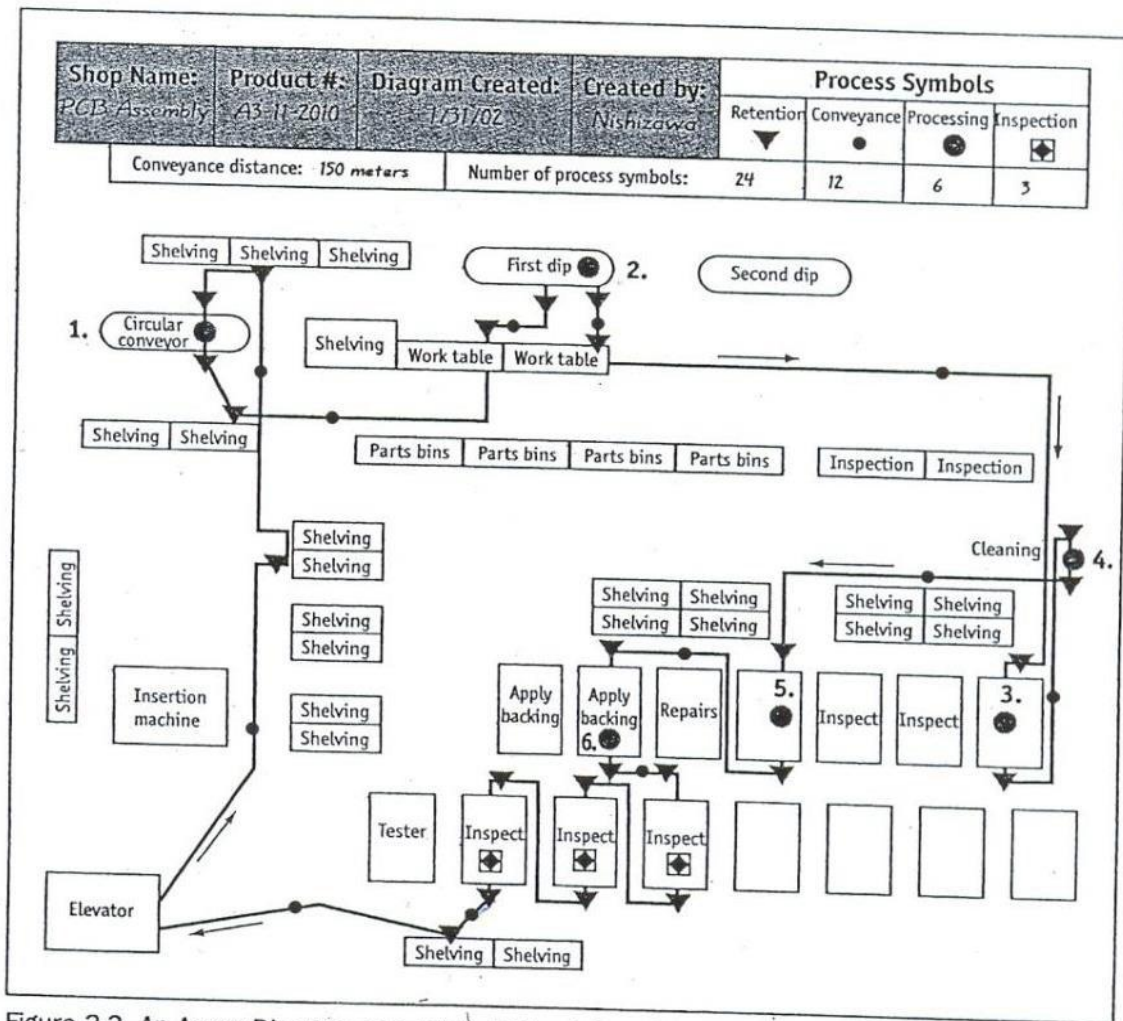 Shop Name: Product #: Diagram Created: Created by: Process Symbols
PCB Assembly A3-11-2010 1/31/02 Nishizawa Retention Conveyance Processing Inspection
Conveyance distance: 150 meters Number of process symbols: 24 12 6 3
Shelving Shelving Shelving
First dip 2. Second dip
1. Circular
conveyor
Shelving Work table Work table
Shelving Shelving
Parts bins Parts bins Parts bins Parts bins Inspection Inspection
Shelving
Shelving
Cleaning 4.
Shelving Shelving
Shelving Shelving
Shelving Shelving
Shelving Shelving
Shelving
Shelving
Shelving Shelving
Insertion
machine
Shelving
Shelving
Apply
backing
Apply
backing
6.
Repairs 5. Inspect Inspect 3.
Tester Inspect Inspect Inspect
Elevator
Shelving Shelving